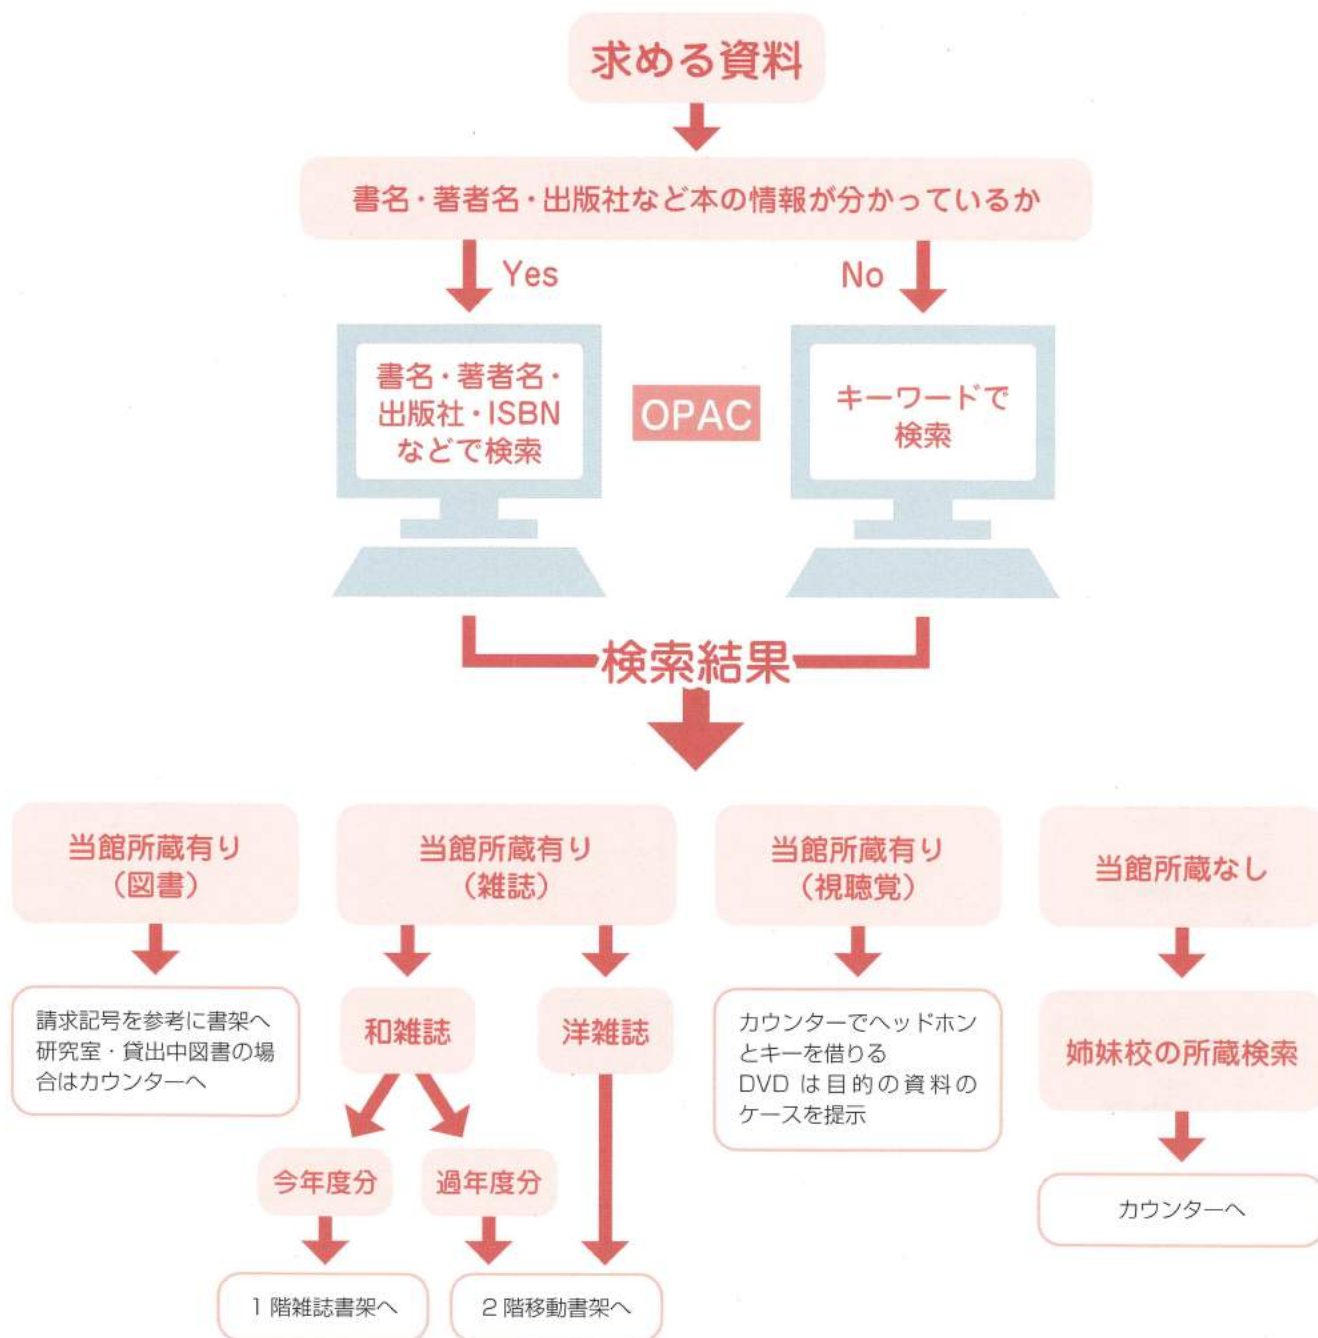 求める資料
書名・著者名・出版社など本の情報が分かっているか
Yes
No
書名・著者名・
出版社・ISBN
などで検索
OPAC
キーワードで
検索
検索結果
当館所蔵有り
（図書）
請求記号を参考に書架へ
研究室・貸出中図書の場
合はカウンターへ
当館所蔵有り
（雑誌）
和雑誌
洋雑誌
今年度分
過年度分
1階雑誌書架へ
2階移動書架へ
当館所蔵有り
（視聴覚）
カウンターでヘッドホン
とキーを借りる
DVDは目的の資料の
ケースを提示
当館所蔵なし
姉妹校の所蔵検索
カウンターへ